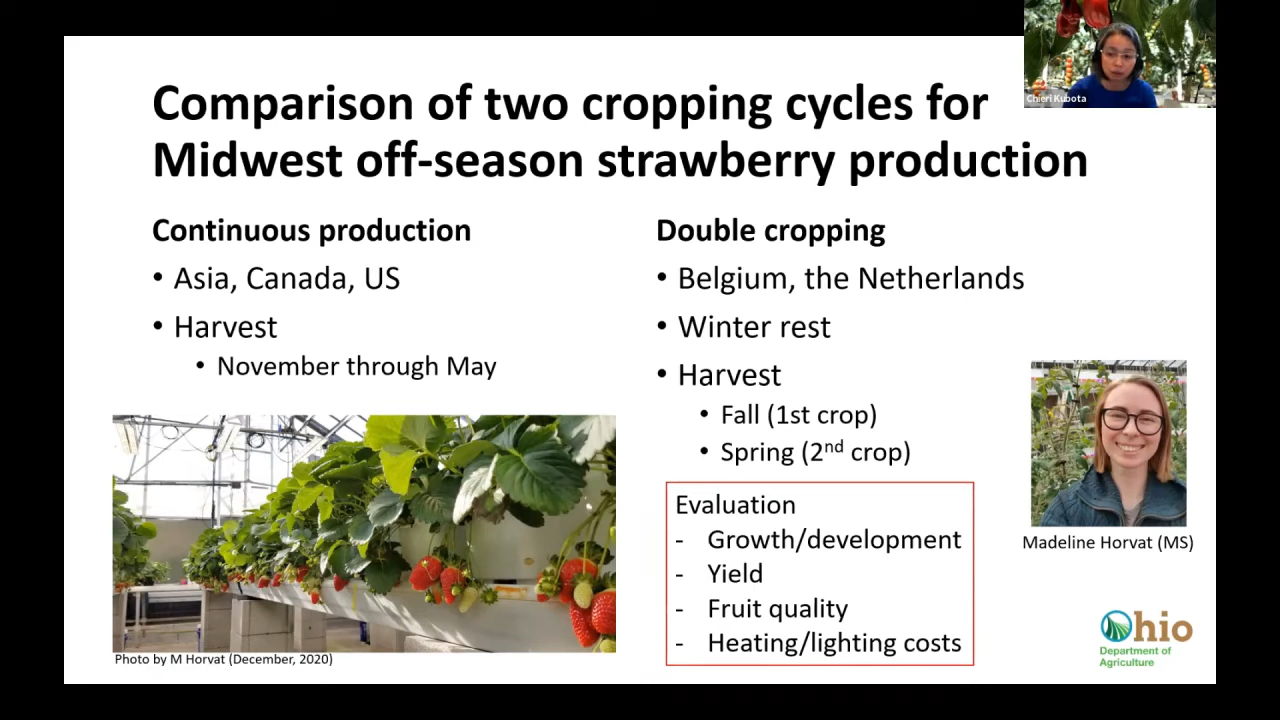 Chieri Kubota
Comparison of two cropping cycles for
Midwest off-season strawberry production
Continuous production
• Asia, Canada, US
• Harvest
• November through May
Photo by M Horvat (December, 2020)
Double cropping
• Belgium, the Netherlands
• Winter rest
• Harvest
• Fall (1st crop)
• Spring (2nd crop)
Evaluation
- Growth/development
- Yield
- Fruit quality
- Heating/lighting costs
Madeline Horvat (MS)
Ohio
Department of
Agriculture